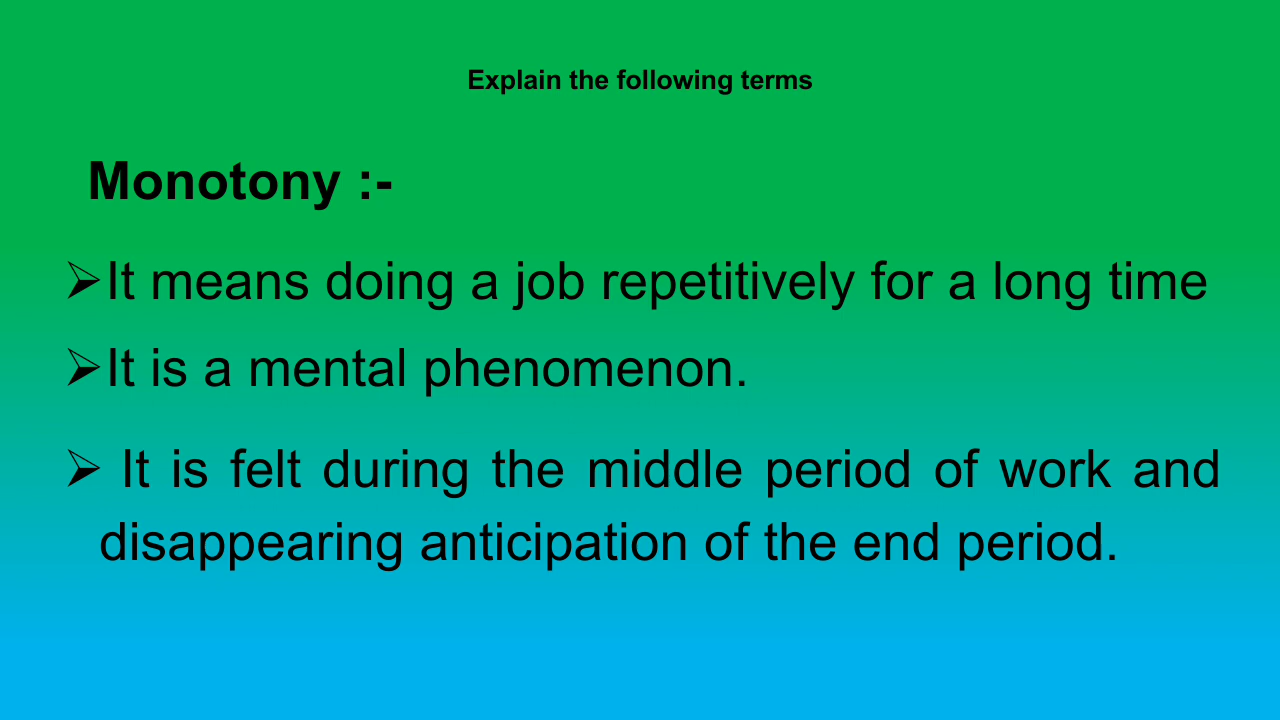 Explain the following terms
Monotony :-
➢It means doing a job repetitively for a long time
➢It is a mental phenomenon.
➢ It is felt during the middle period of work and
disappearing anticipation of the end period.